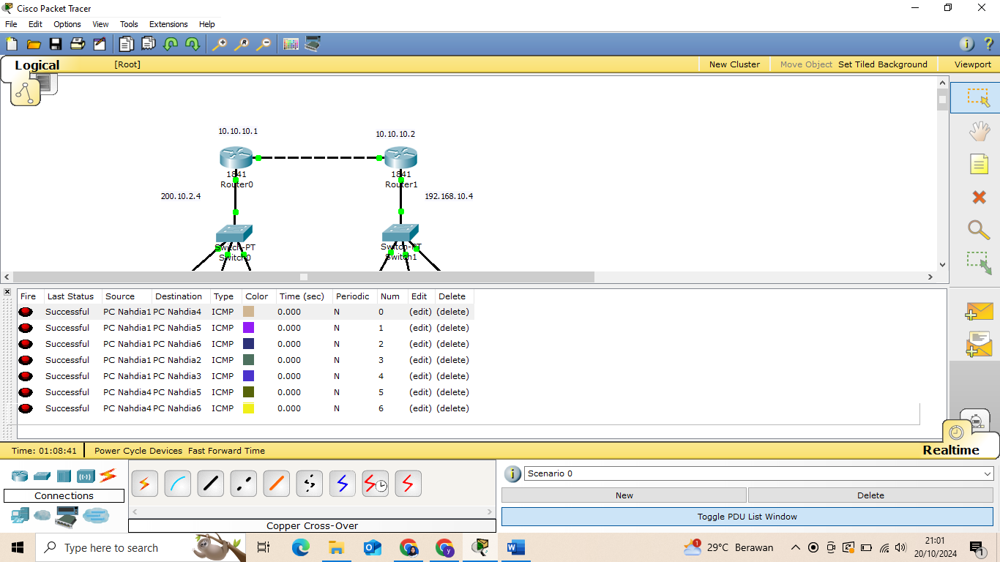 Cisco Packet Tracer
File Edit Options View Tools Extensions Help
Logical [Root] New Cluster Move Object Set Tiled Background Viewport
10.10.10.1
10.10.10.2
1841
Router0
1841
Router1
200.10.2.4
192.168.10.4
Switch-PT
Switch0
Switch-PT
Switch1
Fire Last Status Source Destination Type Color Time (sec) Periodic Num Edit Delete
Successful PC Nahdia1 PC Nahdia4 ICMP 0.000 N 0 (edit) (delete)
Successful PC Nahdia1 PC Nahdia5 ICMP 0.000 N 1 (edit) (delete)
Successful PC Nahdia1 PC Nahdia6 ICMP 0.000 N 2 (edit) (delete)
Successful PC Nahdia1 PC Nahdia2 ICMP 0.000 N 3 (edit) (delete)
Successful PC Nahdia1 PC Nahdia3 ICMP 0.000 N 4 (edit) (delete)
Successful PC Nahdia4 PC Nahdia5 ICMP 0.000 N 5 (edit) (delete)
Successful PC Nahdia4 PC Nahdia6 ICMP 0.000 N 6 (edit) (delete)
Time: 01:08:41 Power Cycle Devices Fast Forward Time Realtime
Connections
Copper Cross-Over
Scenario 0
New Delete
Toggle PDU List Window
Type here to search
29°C Berawan
21:01
20/10/2024